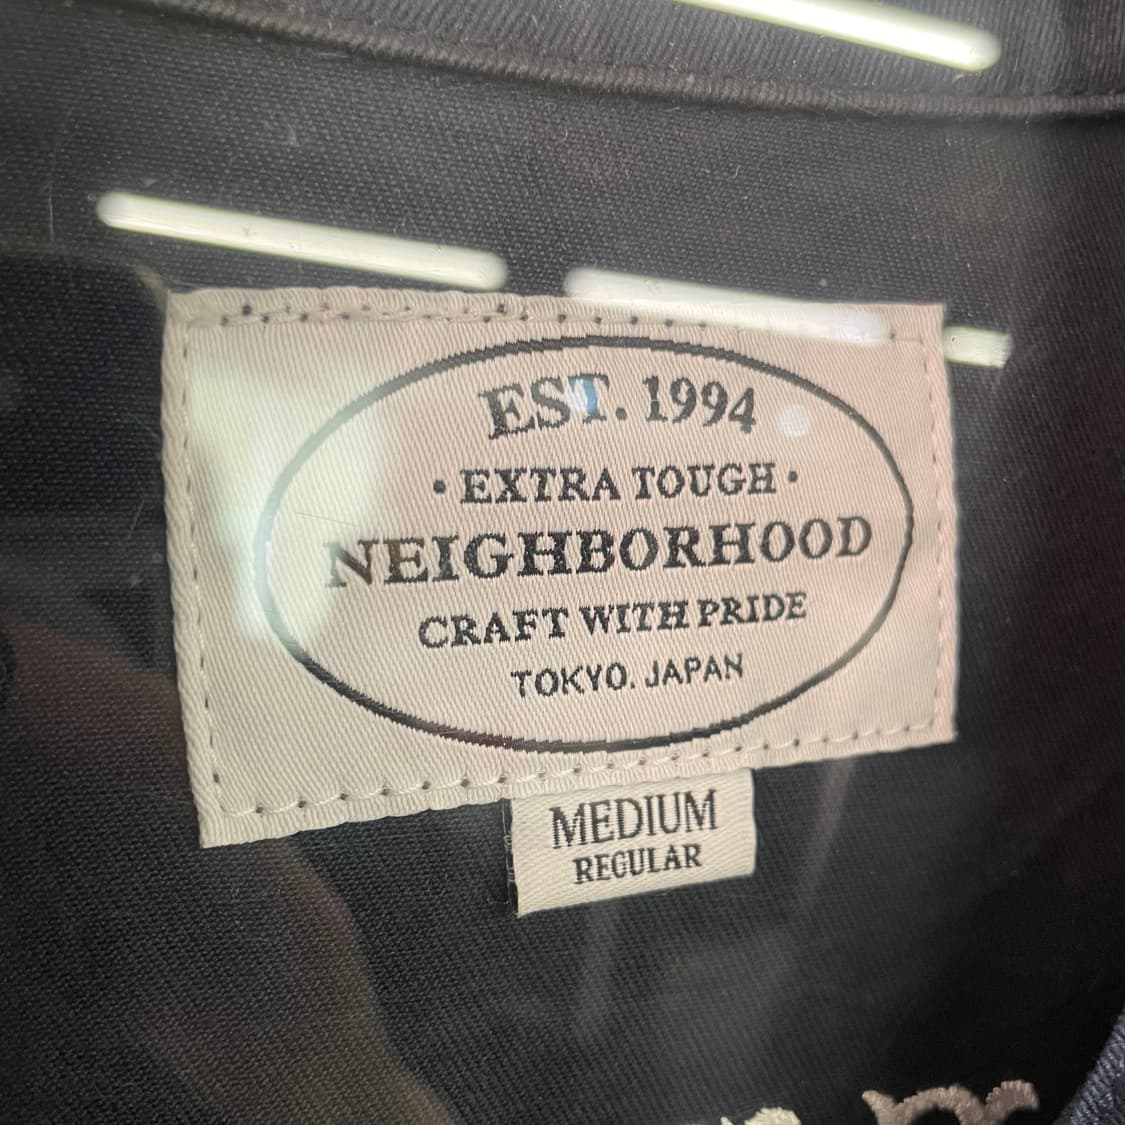 EST. 1994
• EXTRA TOUGH •
NEIGHBORHOOD
CRAFT WITH PRIDE
TOKYO. JAPAN
MEDIUM
REGULAR